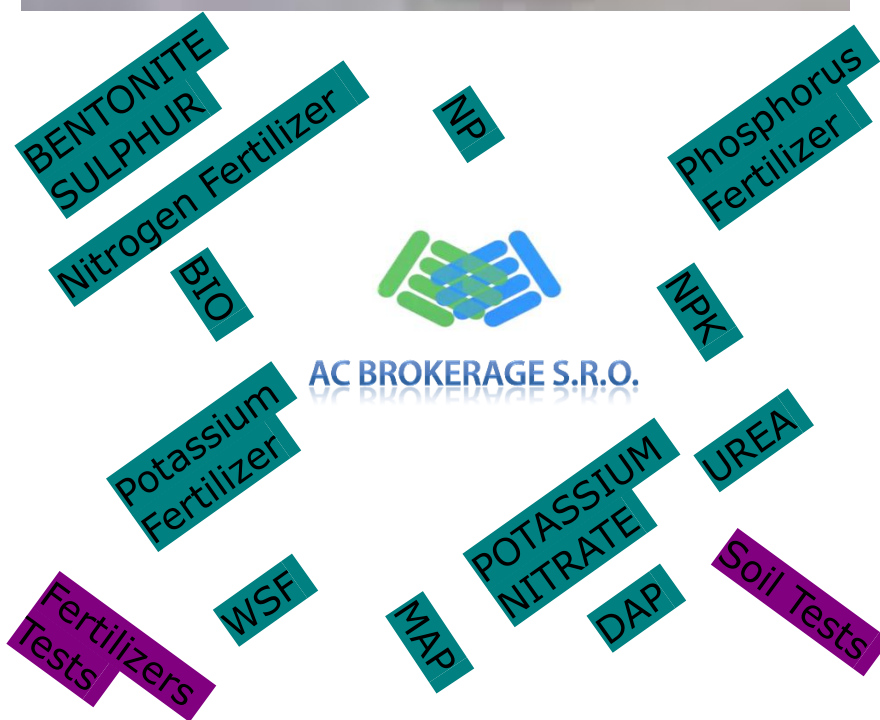 BENTONITE
SULPHUR
Nitrogen Fertilizer
NP
Phosphorus
Fertilizer
BIO
NPK
AC BROKERAGE S.R.O.
Potassium
Fertilizer
UREA
POTASSIUM
NITRATE
WSF
MAP
DAP
Soil Tests
Fertilizers
Tests